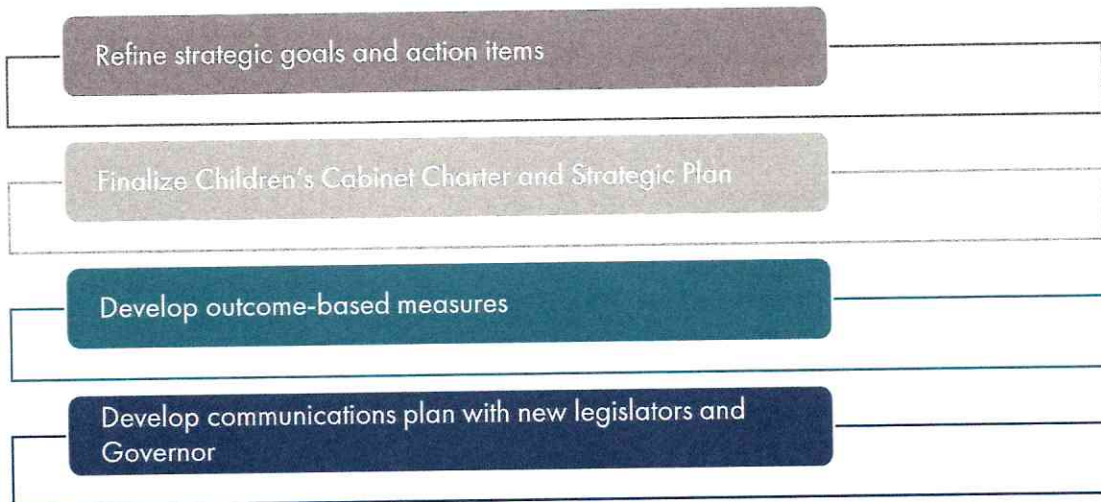 Refine strategic goals and action items
Finalize Children's Cabinet Charter and Strategic Plan
Develop outcome-based measures
Develop communications plan with new legislators and
Governor